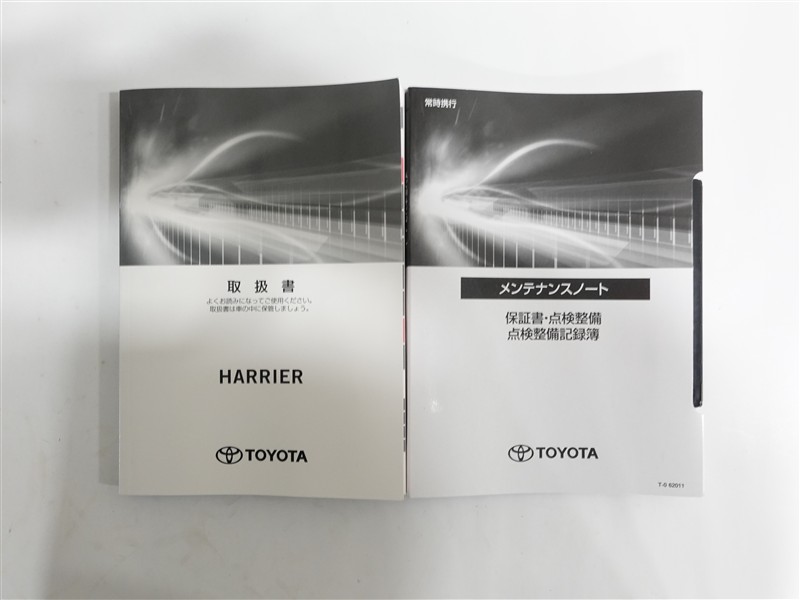 取扱書
よくお読みになってご使用ください。
取扱書は車の中に保管しましょう。
HARRIER
TOYOTA
常時携行
メンテナンスノート
保証書・点検整備
点検整備記録簿
TOYOTA
T-0 62011